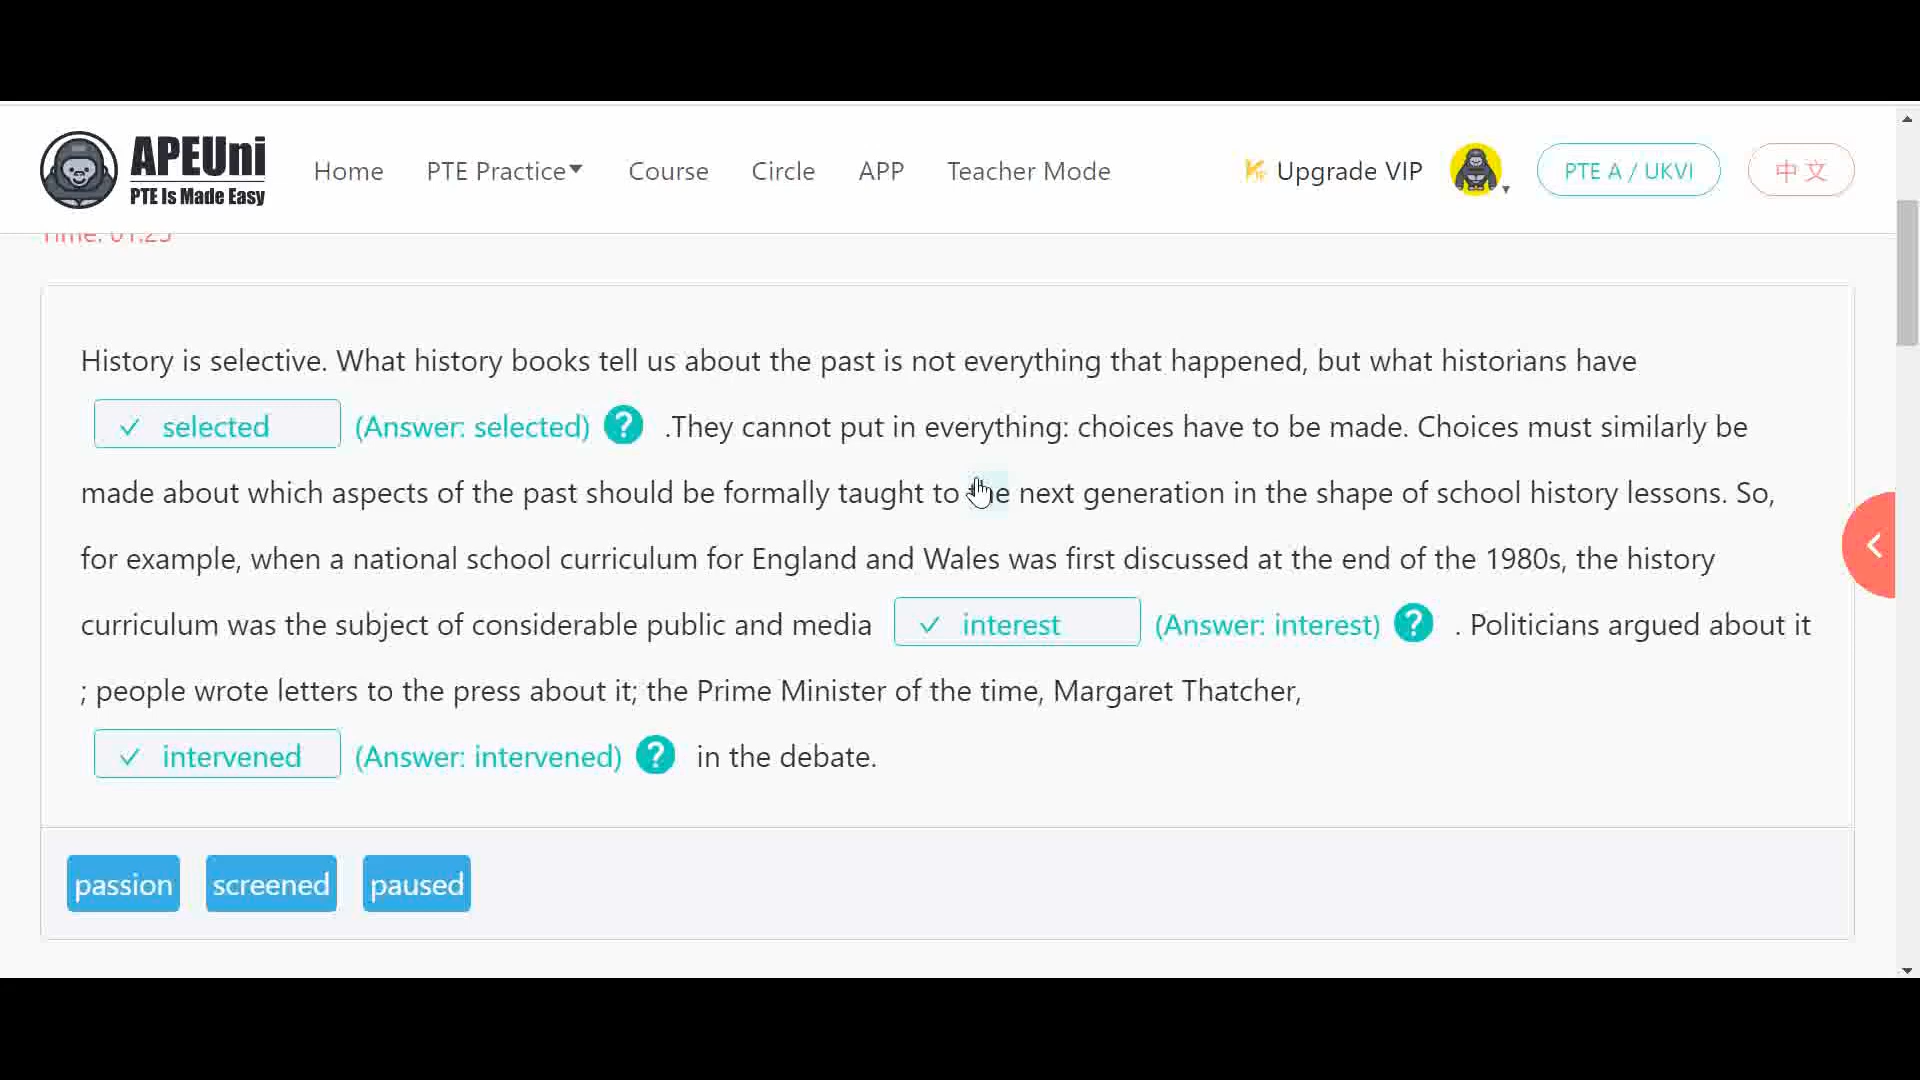 APEUni
PTE Is Made Easy
Home PTE Practice Course Circle APP Teacher Mode Upgrade VIP PTE A / UKVI 中文
Time: 01:25
History is selective. What history books tell us about the past is not everything that happened, but what historians have
✓ selected (Answer: selected) ? .They cannot put in everything: choices have to be made. Choices must similarly be
made about which aspects of the past should be formally taught to the next generation in the shape of school history lessons. So,
for example, when a national school curriculum for England and Wales was first discussed at the end of the 1980s, the history
curriculum was the subject of considerable public and media ✓ interest (Answer: interest) ? . Politicians argued about it
; people wrote letters to the press about it; the Prime Minister of the time, Margaret Thatcher,
✓ intervened (Answer: intervened) ? in the debate.
passion screened paused